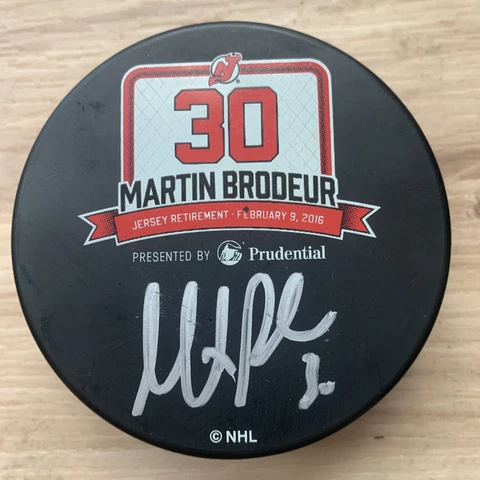 30
MARTIN BRODEUR
JERSEY RETIREMENT · FEBRUARY 9, 2016
PRESENTED BY Prudential
© NHL